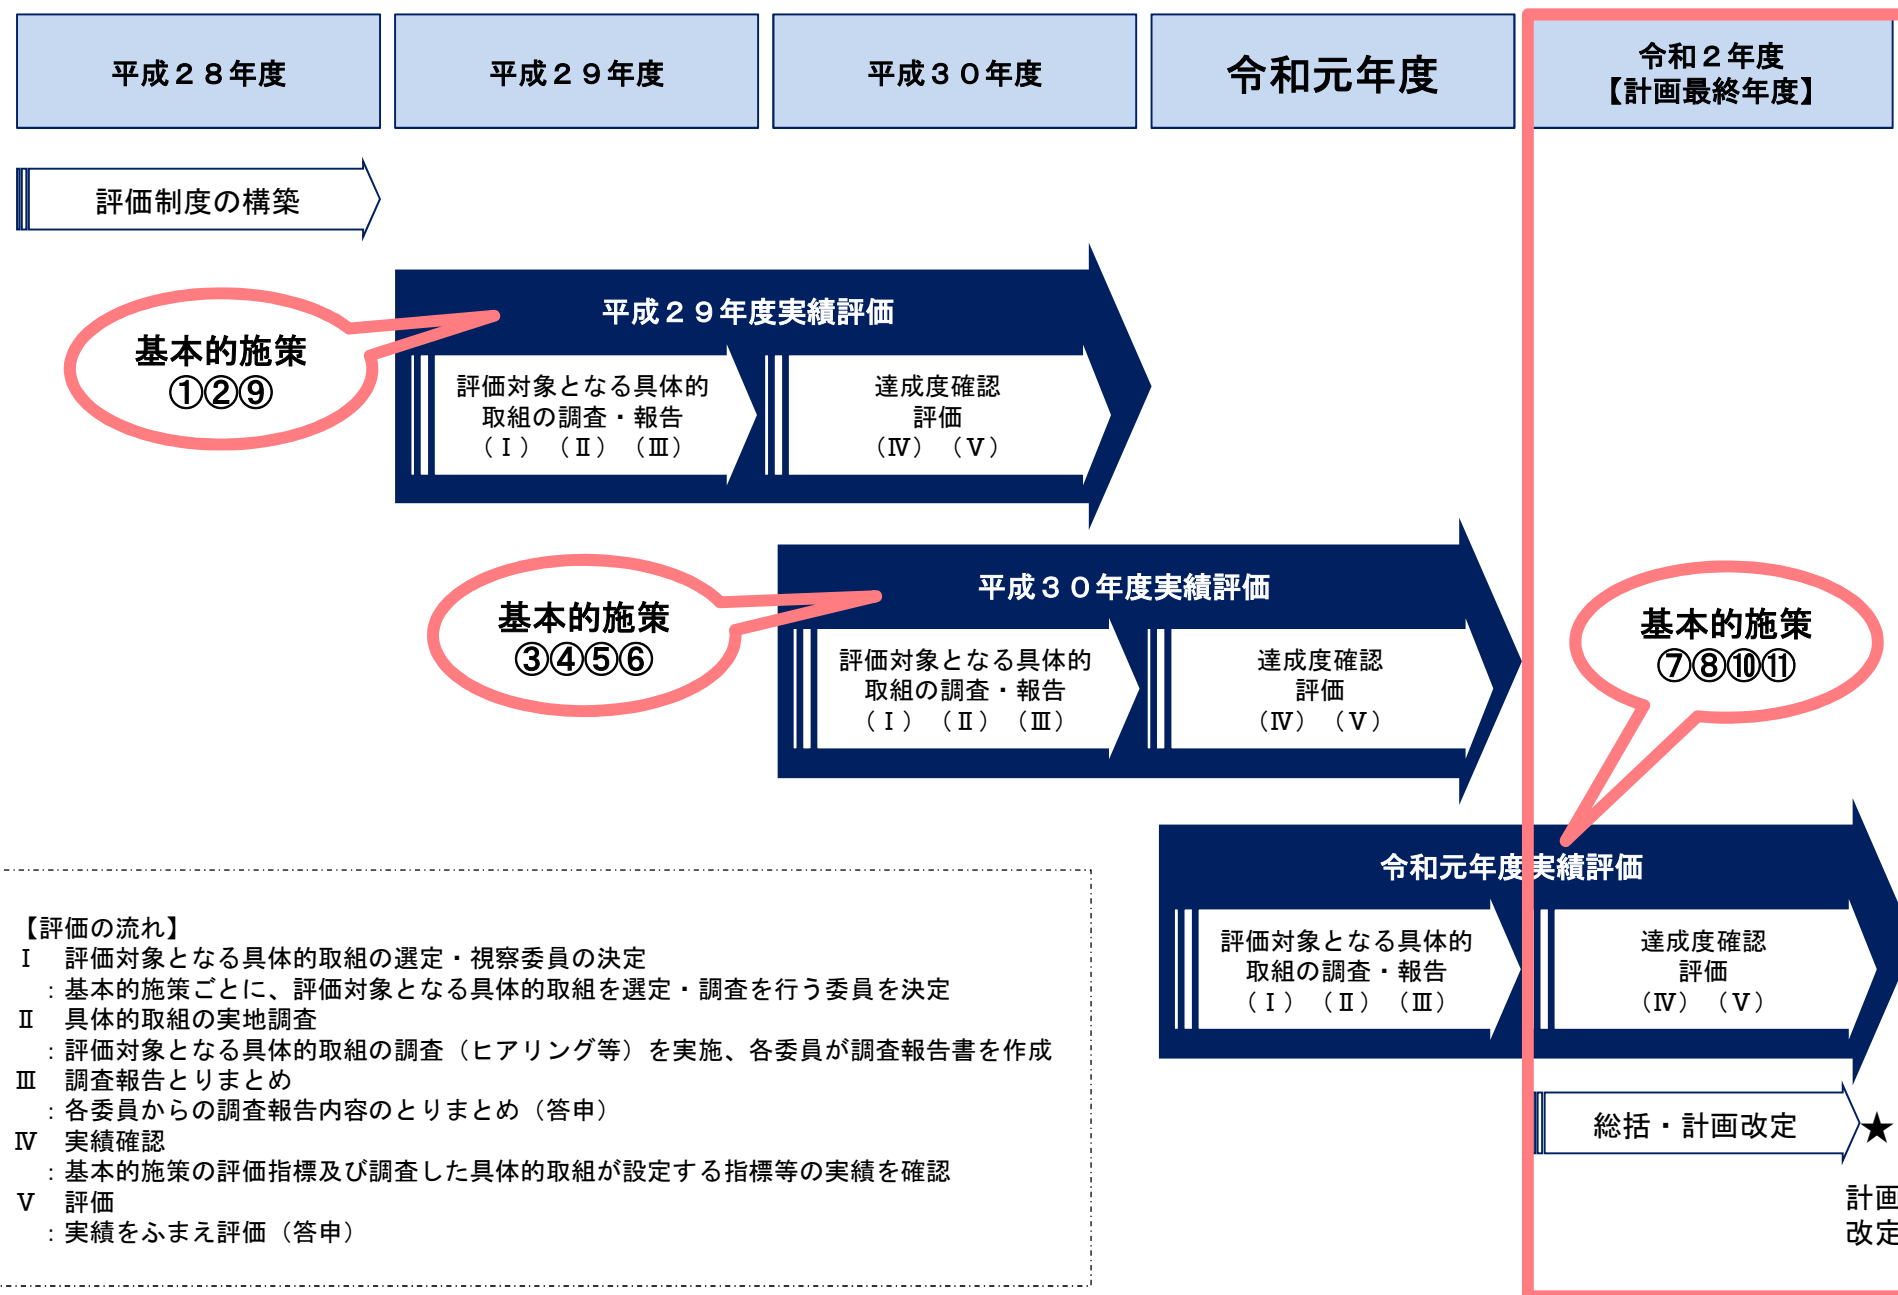 平成２８年度
平成２９年度
平成３０年度
令和元年度
令和２年度
【計画最終年度】
評価制度の構築
平成２９年度実績評価
基本的施策
①②⑨
評価対象となる具体的
取組の調査・報告
（Ⅰ）（Ⅱ）（Ⅲ）
達成度確認
評価
（Ⅳ）（Ⅴ）
平成３０年度実績評価
基本的施策
③④⑤⑥
評価対象となる具体的
取組の調査・報告
（Ⅰ）（Ⅱ）（Ⅲ）
達成度確認
評価
（Ⅳ）（Ⅴ）
基本的施策
⑦⑧⑩⑪
令和元年度実績評価
評価対象となる具体的
取組の調査・報告
（Ⅰ）（Ⅱ）（Ⅲ）
達成度確認
評価
（Ⅳ）（Ⅴ）
総括・計画改定
★
計画
改定
【評価の流れ】
Ⅰ　評価対象となる具体的取組の選定・視察委員の決定
：基本的施策ごとに、評価対象となる具体的取組を選定・調査を行う委員を決定
Ⅱ　具体的取組の実地調査
：評価対象となる具体的取組の調査（ヒアリング等）を実施、各委員が調査報告書を作成
Ⅲ　調査報告とりまとめ
：各委員からの調査報告内容のとりまとめ（答申）
Ⅳ　実績確認
：基本的施策の評価指標及び調査した具体的取組が設定する指標等の実績を確認
Ⅴ　評価
：実績をふまえ評価（答申）